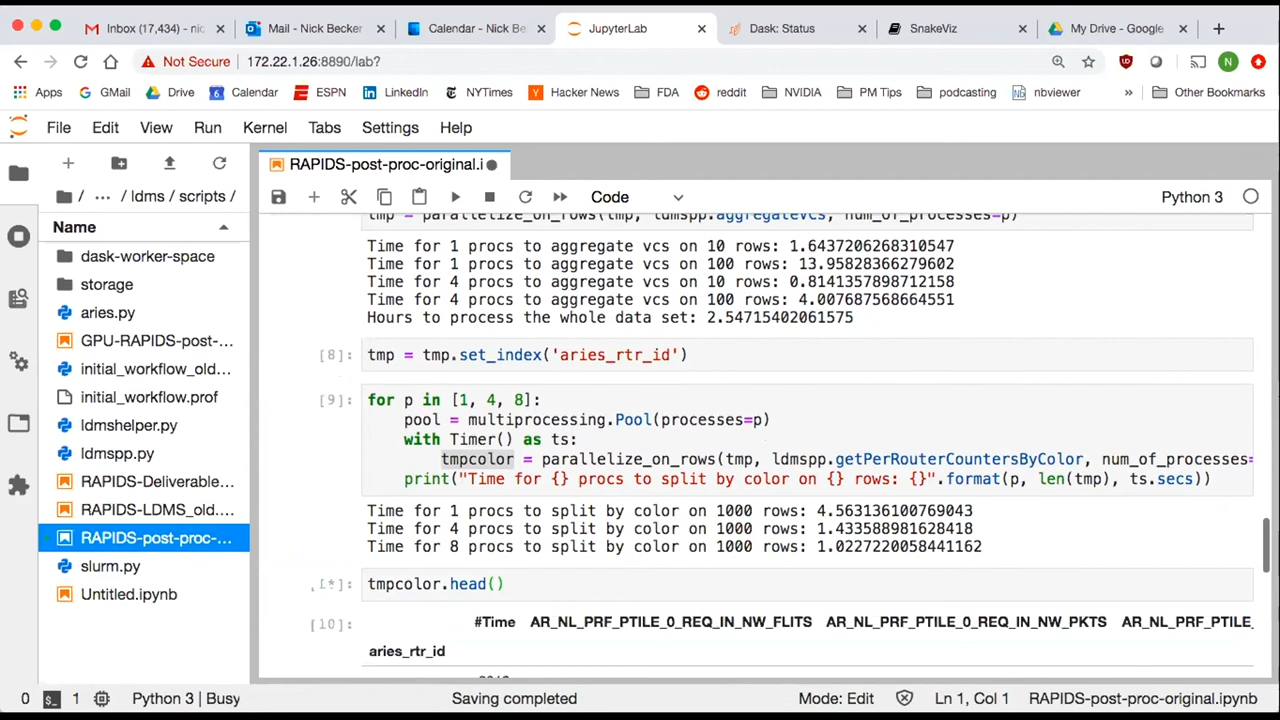 Inbox (17,434) - nic
Mail - Nick Becker
Calendar - Nick Be
JupyterLab
Dask: Status
SnakeViz
My Drive - Google
Not Secure 172.22.1.26:8890/lab?
N
Apps GMail Drive Calendar ESPN LinkedIn NYTimes Hacker News FDA reddit NVIDIA PM Tips podcasting nbviewer » Other Bookmarks
File Edit View Run Kernel Tabs Settings Help
RAPIDS-post-proc-original.i
/ ... / ldms / scripts /
Code
Python 3
Name
dask-worker-space
storage
aries.py
GPU-RAPIDS-post-...
initial_workflow_old...
initial_workflow.prof
ldmshelper.py
ldmspp.py
RAPIDS-Deliverable...
RAPIDS-LDMS_old....
RAPIDS-post-proc-...
slurm.py
Untitled.ipynb
tmp = parallelize_on_rows(tmp, ldmspp.aggregateVCs, num_of_processes=p)
Time for 1 procs to aggregate vcs on 10 rows: 1.6437206268310547
Time for 1 procs to aggregate vcs on 100 rows: 13.95828366279602
Time for 4 procs to aggregate vcs on 10 rows: 0.8141357898712158
Time for 4 procs to aggregate vcs on 100 rows: 4.007687568664551
Hours to process the whole data set: 2.54715402061575
[8]: tmp = tmp.set_index('aries_rtr_id')
[9]: for p in [1, 4, 8]:
pool = multiprocessing.Pool(processes=p)
with Timer() as ts:
tmpcolor = parallelize_on_rows(tmp, ldmspp.getPerRouterCountersByColor, num_of_processes=
print("Time for {} procs to split by color on {} rows: {}".format(p, len(tmp), ts.secs))
Time for 1 procs to split by color on 1000 rows: 4.563136100769043
Time for 4 procs to split by color on 1000 rows: 1.433588981628418
Time for 8 procs to split by color on 1000 rows: 1.0227220058441162
[*]: tmpcolor.head()
[10]: #Time AR_NL_PRF_PTILE_0_REQ_IN_NW_FLITS AR_NL_PRF_PTILE_0_REQ_IN_NW_PKTS AR_NL_PRF_PTILE_
aries_rtr_id
0 $_ 1 Python 3 | Busy Saving completed Mode: Edit Ln 1, Col 1 RAPIDS-post-proc-original.ipynb